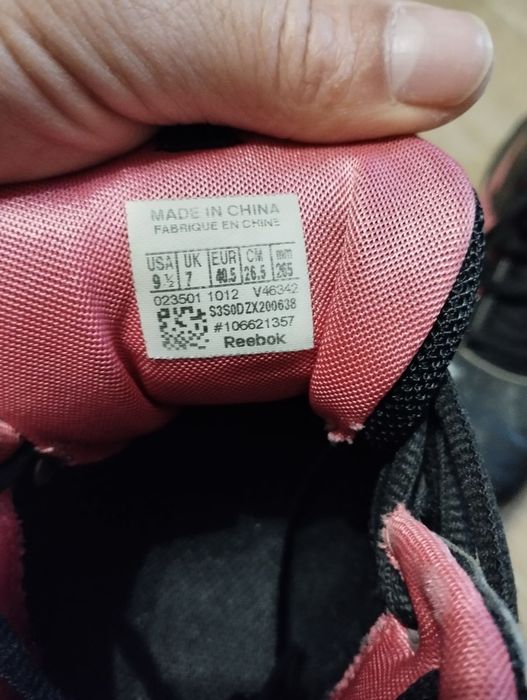 MADE IN CHINA
FABRIQUE EN CHINE
USA UK EUR CM mm
9 ½ 7 40.5 26.5 265
023501 1012 V46342
S3S0DZX200638
#106621357
Reebok